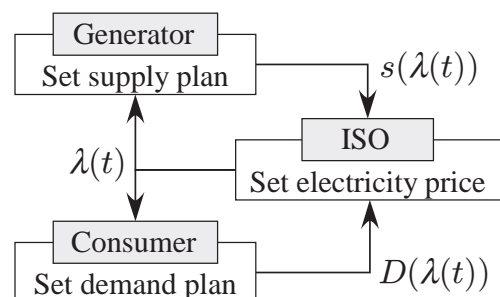 Generator
Set supply plan
s(λ(t))
ISO
Set electricity price
λ(t)
Consumer
Set demand plan
D(λ(t))